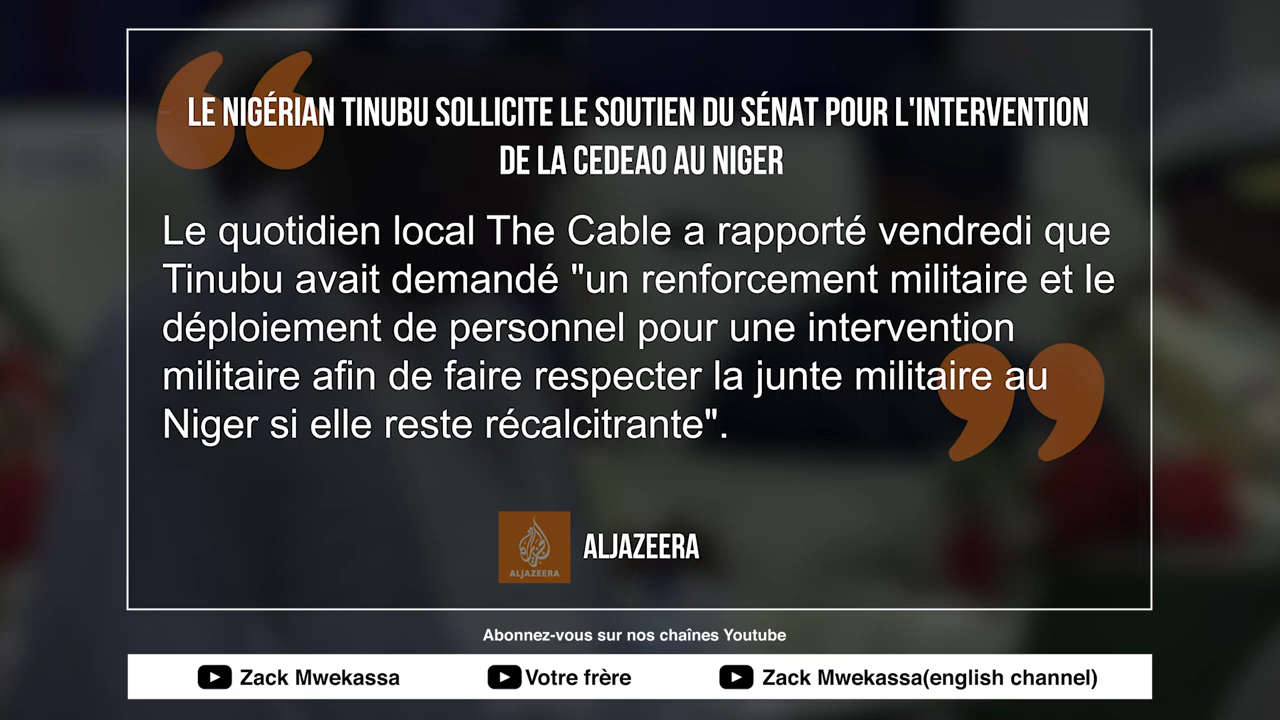 LE NIGÉRIAN TINUBU SOLLICITE LE SOUTIEN DU SÉNAT POUR L'INTERVENTION
DE LA CEDEAO AU NIGER
Le quotidien local The Cable a rapporté vendredi que
Tinubu avait demandé "un renforcement militaire et le
déploiement de personnel pour une intervention
militaire afin de faire respecter la junte militaire au
Niger si elle reste récalcitrante".
ALJAZEERA
ALJAZEERA
Abonnez-vous sur nos chaînes Youtube
Zack Mwekassa
Votre frère
Zack Mwekassa(english channel)